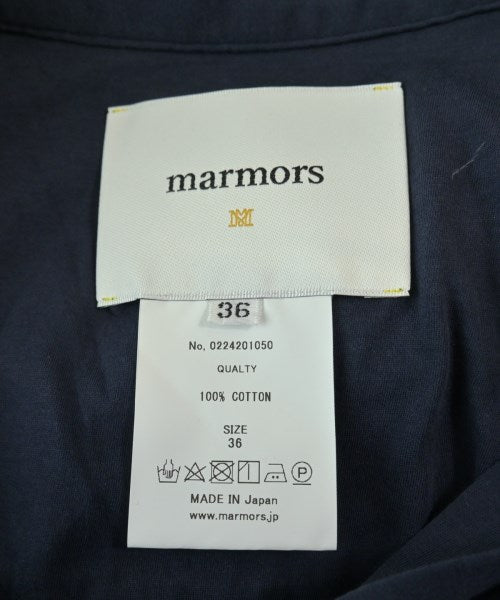 marmors
M
36
No, 0224201050
QUALTY
100% COTTON
SIZE
36
P
MADE IN Japan
www.marmors.jp